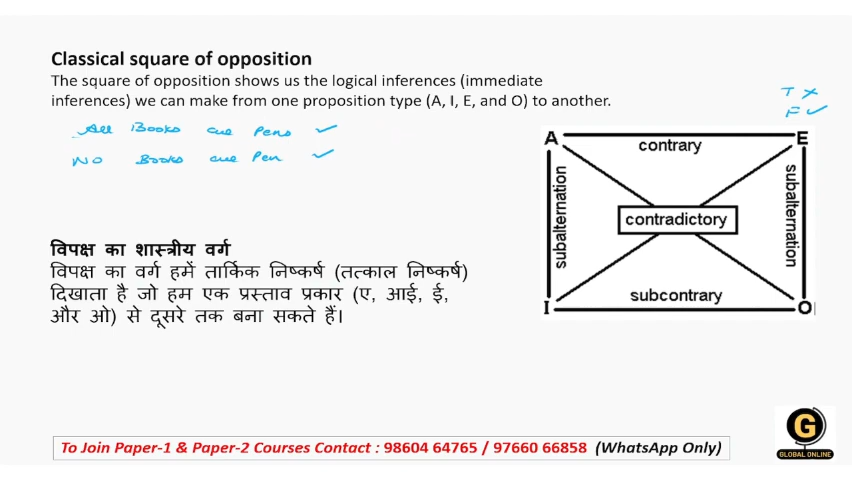 Classical square of opposition
The square of opposition shows us the logical inferences (immediate
inferences) we can make from one proposition type (A, I, E, and O) to another.
T ×
F ✓
All Books are Pens ✓
No Books are Pen ✓
A contrary E
subalternation contradictory subalternation
I subcontrary O
विपक्ष का शास्त्रीय वर्ग
विपक्ष का वर्ग हमें तार्किक निष्कर्ष (तत्काल निष्कर्ष)
दिखाता है जो हम एक प्रस्ताव प्रकार (ए, आई, ई,
और ओ) से दूसरे तक बना सकते हैं।
To Join Paper-1 & Paper-2 Courses Contact : 98604 64765 / 97660 66858 (WhatsApp Only)
G
GLOBAL ONLINE